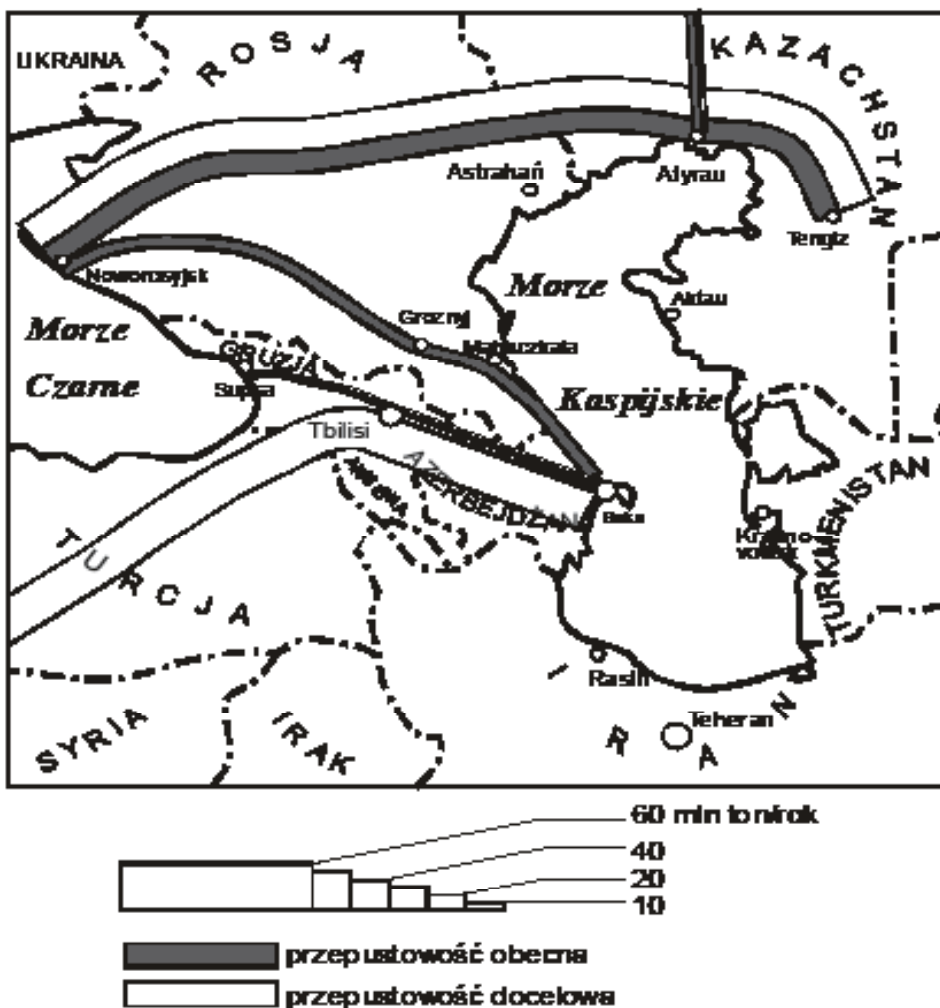 UKRAINA
ROSJA
KAZACHSTAN
Astrahań
Atyrau
Tengiz
Noworosyjsk
Morze
Aktau
Morze
Czarne
Grozny
GRUZJA
Supsa
Kaspijskie
Tbilisi
AZERBEJDŻAN
Baku
TURKMENISTAN
TURCJA
Rasht
Teheran
IRAN
SYRIA
IRAK
60 mln ton/rok
40
20
10
przepustowość obecna
przepustowość docelowa